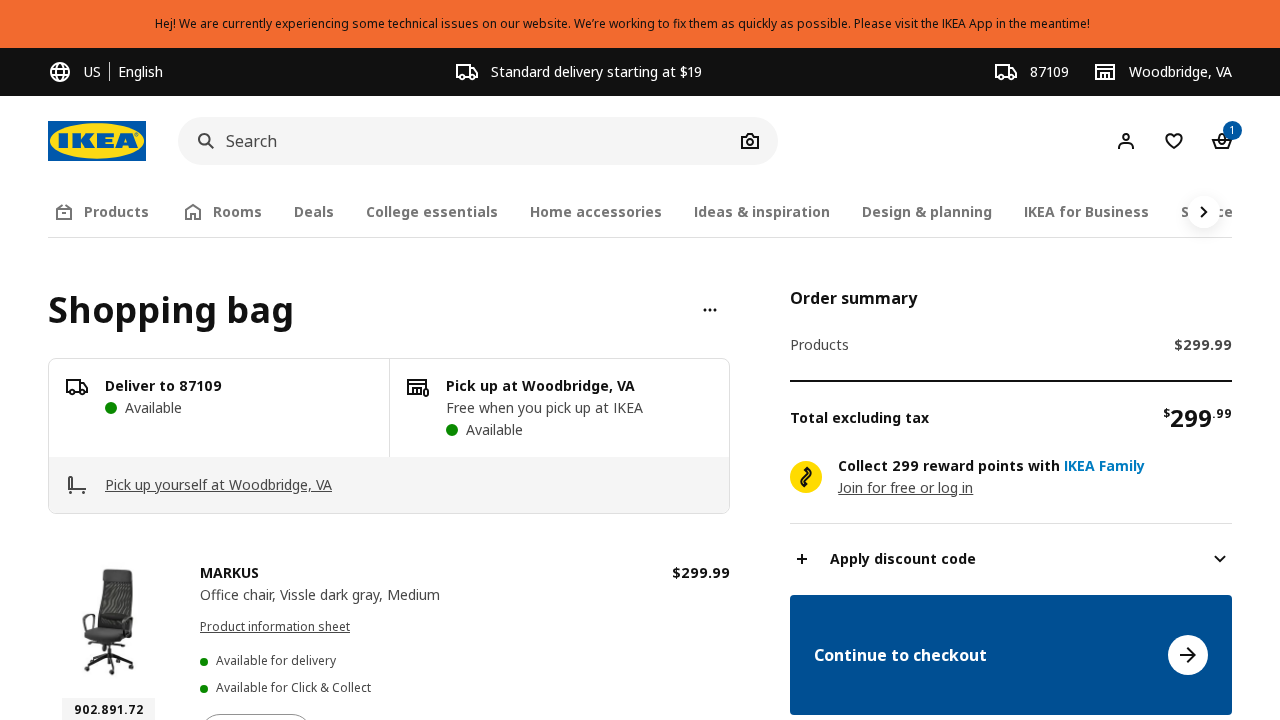 Hej! We are currently experiencing some technical issues on our website. We’re working to fix them as quickly as possible. Please visit the IKEA App in the meantime!
US English Standard delivery starting at $19 87109 Woodbridge, VA
IKEA Search 1
Products Rooms Deals College essentials Home accessories Ideas & inspiration Design & planning IKEA for Business
Shopping bag
Deliver to 87109
Available
Pick up at Woodbridge, VA
Free when you pick up at IKEA
Available
Pick up yourself at Woodbridge, VA
MARKUS $299.99
Office chair, Vissle dark gray, Medium
Product information sheet
Available for delivery
Available for Click & Collect
902.891.72
Order summary
Products $299.99
Total excluding tax $299.99
Collect 299 reward points with IKEA Family
Join for free or log in
Apply discount code
Continue to checkout